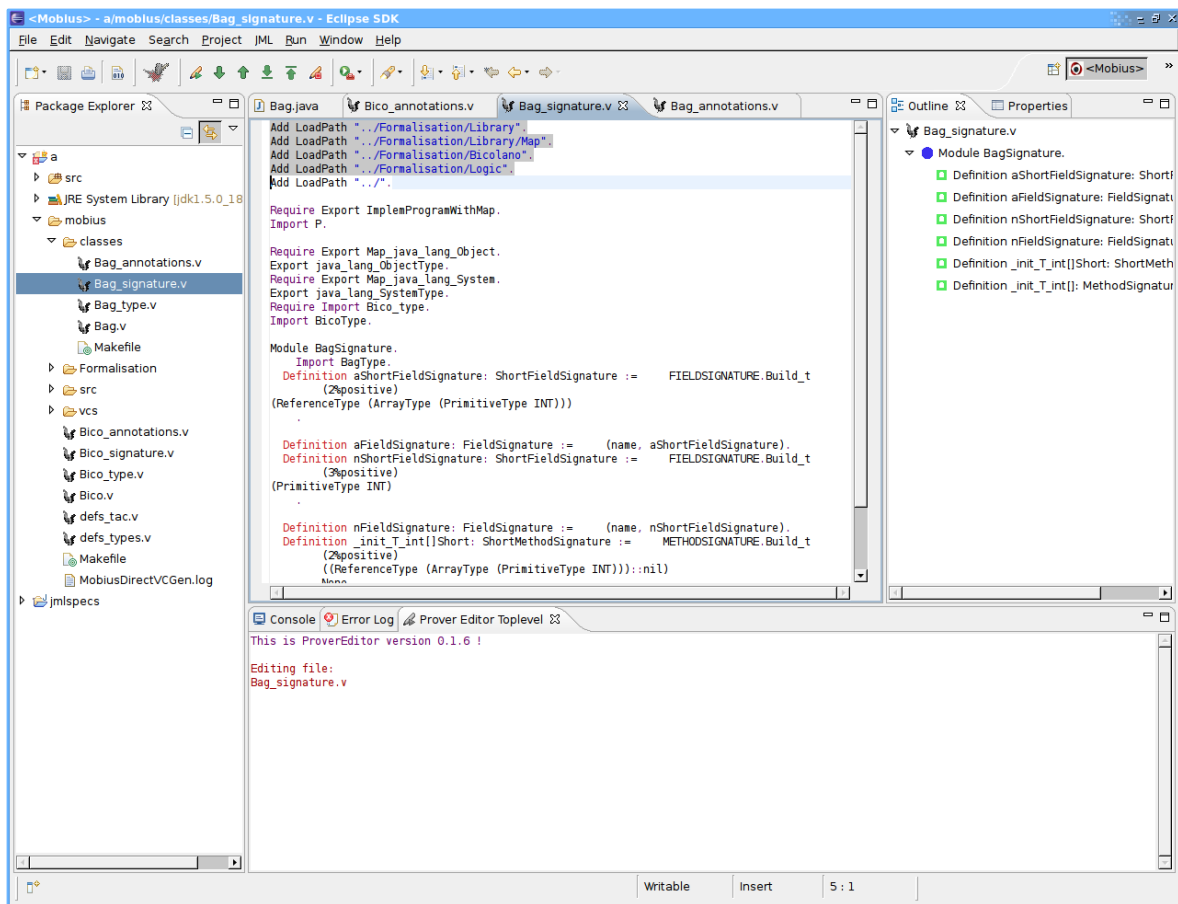 <Mobius> - a/mobius/classes/Bag_signature.v - Eclipse SDK
File Edit Navigate Search Project JML Run Window Help
<Mobius> »
Package Explorer
a
src
JRE System Library [jdk1.5.0_18
mobius
classes
Bag_annotations.v
Bag_signature.v
Bag_type.v
Bag.v
Makefile
Formalisation
src
vcs
Bico_annotations.v
Bico_signature.v
Bico_type.v
Bico.v
defs_tac.v
defs_types.v
Makefile
MobiusDirectVCGen.log
jmlspecs
Bag.java Bico_annotations.v Bag_signature.v Bag_annotations.v
Add LoadPath "../Formalisation/Library".
Add LoadPath "../Formalisation/Library/Map".
Add LoadPath "../Formalisation/Bicolano".
Add LoadPath "../Formalisation/Logic".
Add LoadPath "../".
Require Export ImplemProgramWithMap.
Import P.
Require Export Map_java_lang_Object.
Export java_lang_ObjectType.
Require Export Map_java_lang_System.
Export java_lang_SystemType.
Require Import Bico_type.
Import BicoType.
Module BagSignature.
Import BagType.
Definition aShortFieldSignature: ShortFieldSignature := FIELDSIGNATURE.Build_t
(2%positive)
(ReferenceType (ArrayType (PrimitiveType INT)))
.
Definition aFieldSignature: FieldSignature := (name, aShortFieldSignature).
Definition nShortFieldSignature: ShortFieldSignature := FIELDSIGNATURE.Build_t
(3%positive)
(PrimitiveType INT)
.
Definition nFieldSignature: FieldSignature := (name, nShortFieldSignature).
Definition _init_T_int[]Short: ShortMethodSignature := METHODSIGNATURE.Build_t
(2%positive)
((ReferenceType (ArrayType (PrimitiveType INT)))::nil)
None
Outline Properties
Bag_signature.v
Module BagSignature.
Definition aShortFieldSignature: ShortF
Definition aFieldSignature: FieldSignatu
Definition nShortFieldSignature: ShortF
Definition nFieldSignature: FieldSignatu
Definition _init_T_int[]Short: ShortMeth
Definition _init_T_int[]: MethodSignatur
Console Error Log Prover Editor Toplevel
This is ProverEditor version 0.1.6 !
Editing file:
Bag_signature.v
Writable Insert 5 : 1